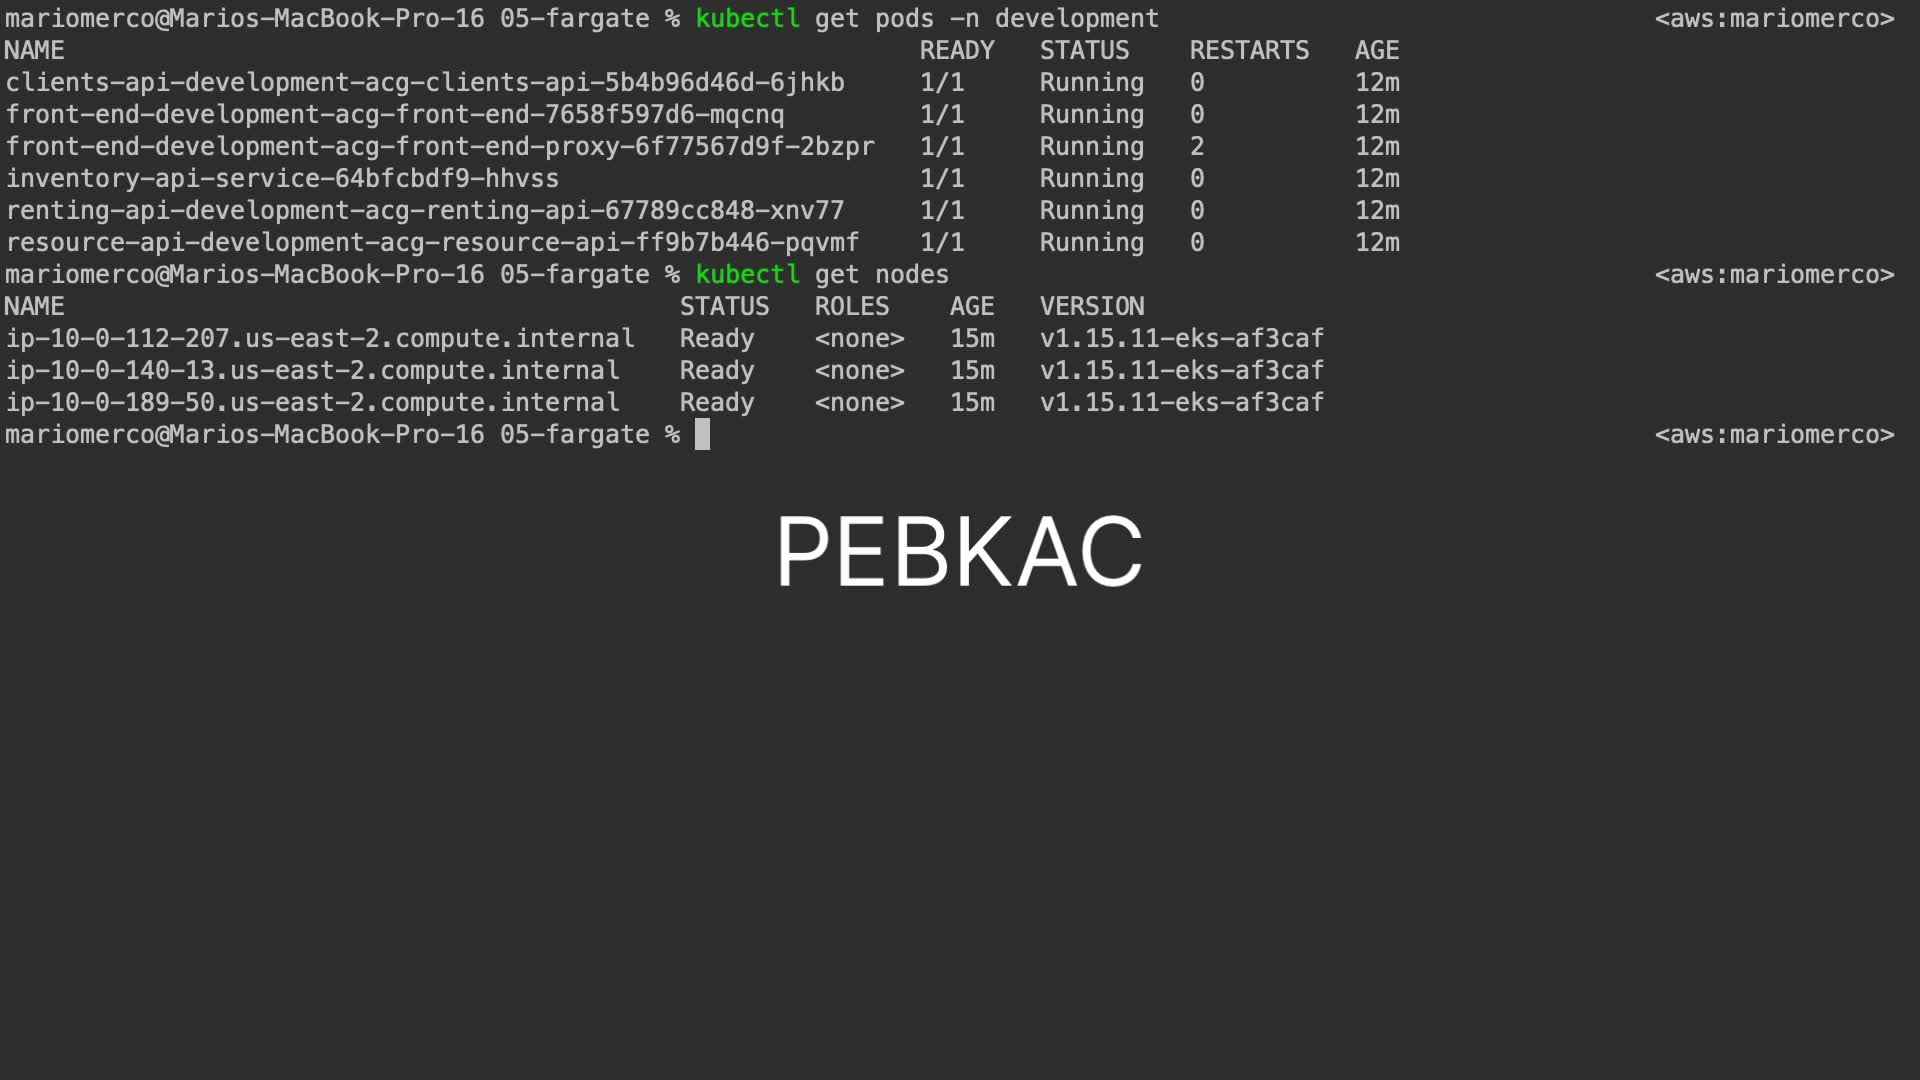 mariomerco@Marios-MacBook-Pro-16 05-fargate % kubectl get pods -n development <aws:mariomerco>
NAME READY STATUS RESTARTS AGE
clients-api-development-acg-clients-api-5b4b96d46d-6jhkb 1/1 Running 0 12m
front-end-development-acg-front-end-7658f597d6-mqcnq 1/1 Running 0 12m
front-end-development-acg-front-end-proxy-6f77567d9f-2bzpr 1/1 Running 2 12m
inventory-api-service-64bfcbdf9-hhvss 1/1 Running 0 12m
renting-api-development-acg-renting-api-67789cc848-xnv77 1/1 Running 0 12m
resource-api-development-acg-resource-api-ff9b7b446-pqvmf 1/1 Running 0 12m
mariomerco@Marios-MacBook-Pro-16 05-fargate % kubectl get nodes <aws:mariomerco>
NAME STATUS ROLES AGE VERSION
ip-10-0-112-207.us-east-2.compute.internal Ready <none> 15m v1.15.11-eks-af3caf
ip-10-0-140-13.us-east-2.compute.internal Ready <none> 15m v1.15.11-eks-af3caf
ip-10-0-189-50.us-east-2.compute.internal Ready <none> 15m v1.15.11-eks-af3caf
mariomerco@Marios-MacBook-Pro-16 05-fargate % <aws:mariomerco>
PEBKAC